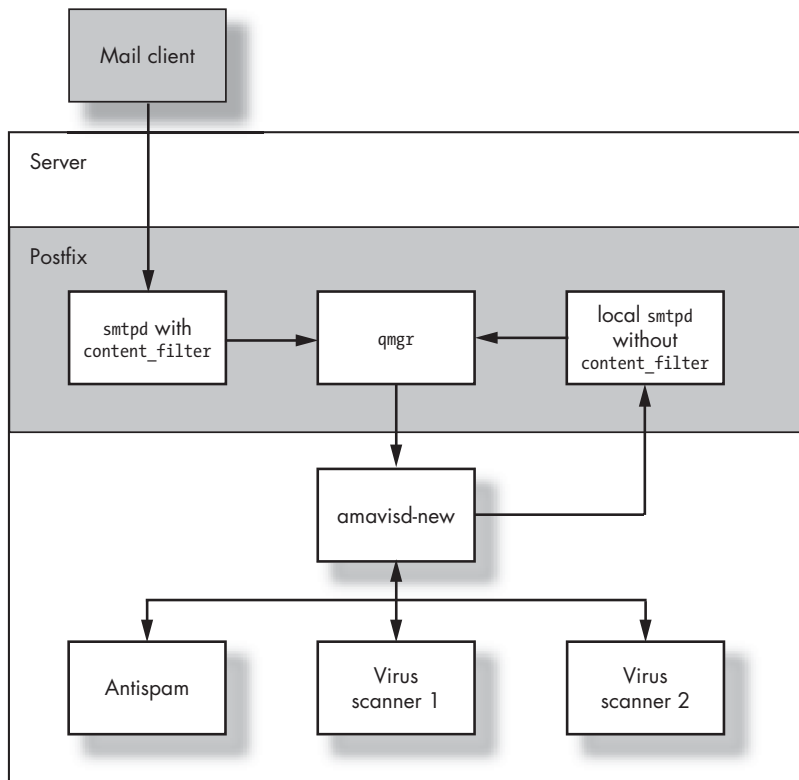 Mail client
Server
Postfix
smtpd with
content_filter
qmgr
local smtpd
without
content_filter
amavisd-new
Antispam
Virus
scanner 1
Virus
scanner 2